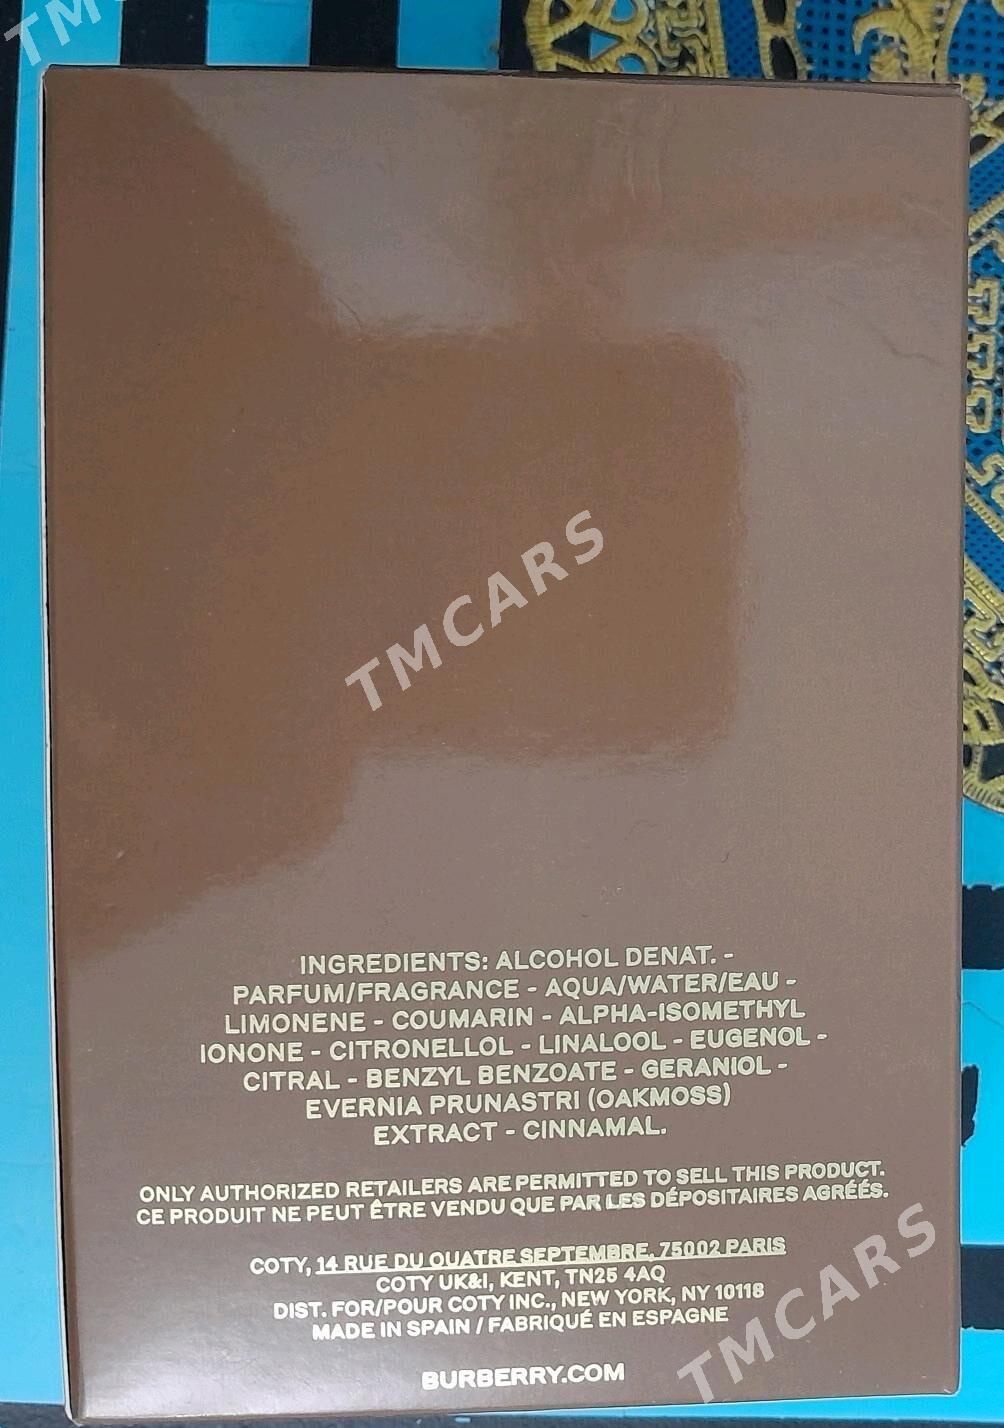 TM
TMCARS
INGREDIENTS: ALCOHOL DENAT. -
PARFUM/FRAGRANCE - AQUA/WATER/EAU -
LIMONENE - COUMARIN - ALPHA-ISOMETHYL
IONONE - CITRONELLOL - LINALOOL - EUGENOL -
CITRAL - BENZYL BENZOATE - GERANIOL -
EVERNIA PRUNASTRI (OAKMOSS)
EXTRACT - CINNAMAL.
ONLY AUTHORIZED RETAILERS ARE PERMITTED TO SELL THIS PRODUCT.
CE PRODUIT NE PEUT ÊTRE VENDU QUE PAR LES DÉPOSITAIRES AGRÉÉS.
COTY, 14 RUE DU QUATRE SEPTEMBRE, 75002 PARIS
COTY UK&I, KENT, TN25 4AQ
DIST. FOR/POUR COTY INC., NEW YORK, NY 10118
MADE IN SPAIN / FABRIQUÉ EN ESPAGNE
BURBERRY.COM
TMCARS